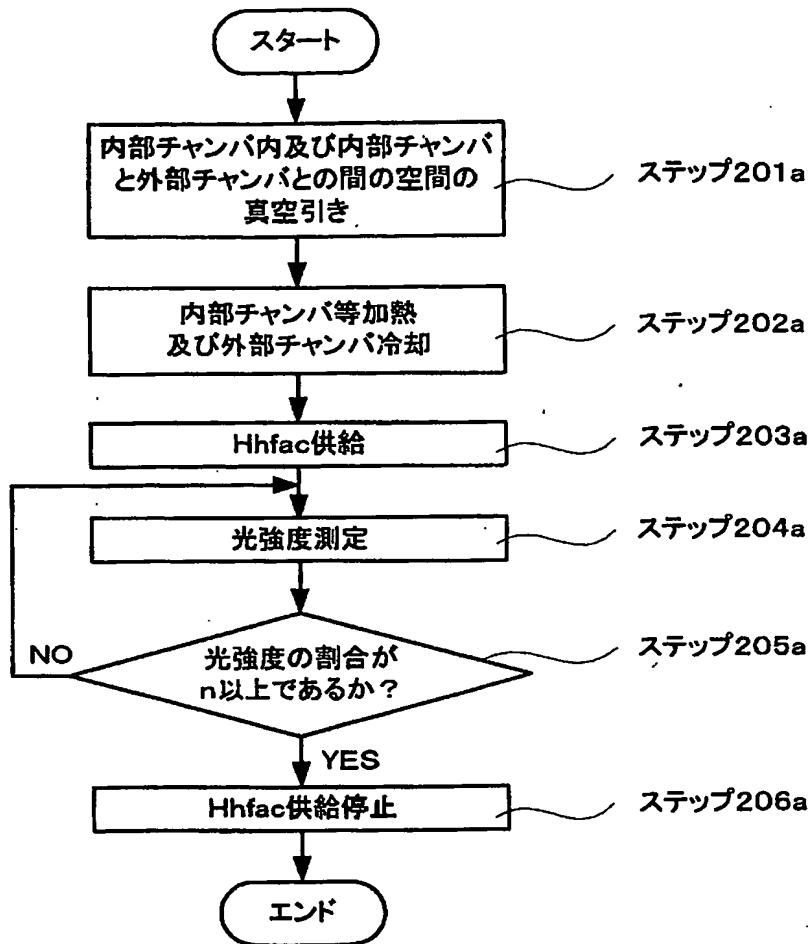 スタート
内部チャンバ内及び内部チャンバ
と外部チャンバとの間の空間の
真空引き
ステップ201a
内部チャンバ等加熱
及び外部チャンバ冷却
ステップ202a
Hhfac供給
ステップ203a
光強度測定
ステップ204a
光強度の割合が
n以上であるか？
ステップ205a
NO
YES
Hhfac供給停止
ステップ206a
エンド